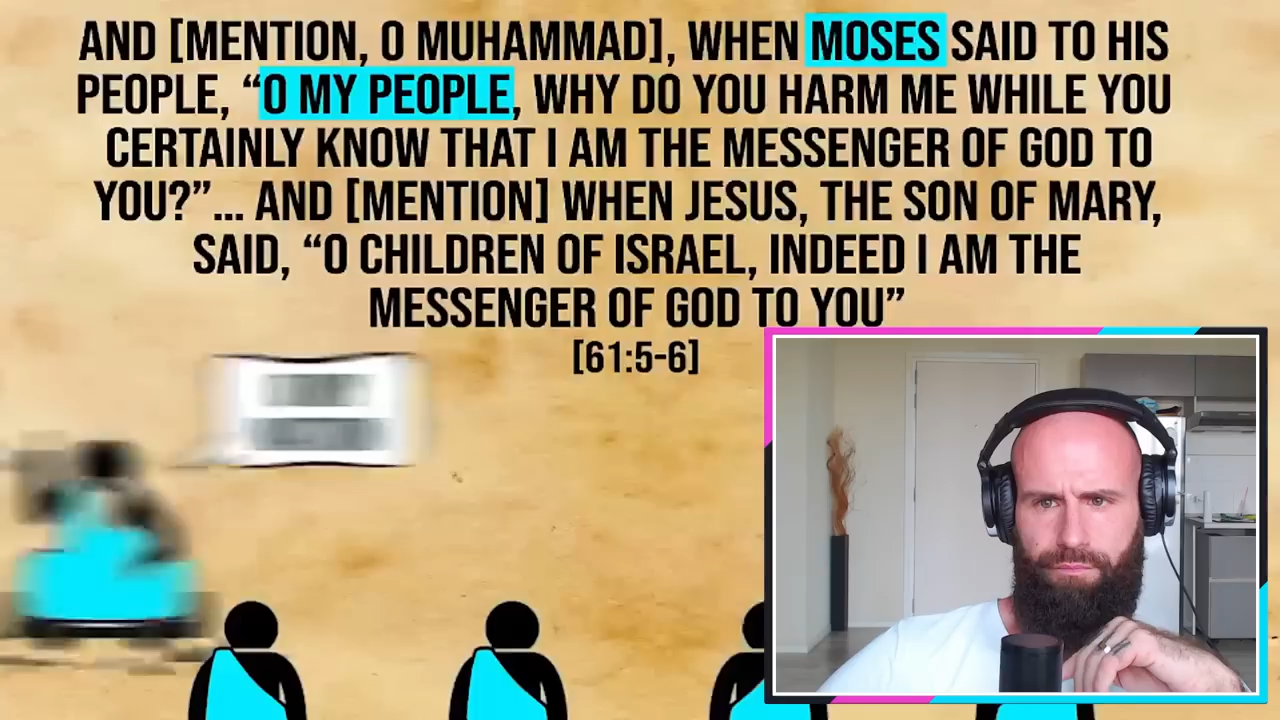 AND [MENTION, O MUHAMMAD], WHEN MOSES SAID TO HIS
PEOPLE, “O MY PEOPLE, WHY DO YOU HARM ME WHILE YOU
CERTAINLY KNOW THAT I AM THE MESSENGER OF GOD TO
YOU?”... AND [MENTION] WHEN JESUS, THE SON OF MARY,
SAID, “O CHILDREN OF ISRAEL, INDEED I AM THE
MESSENGER OF GOD TO YOU”
[61:5-6]